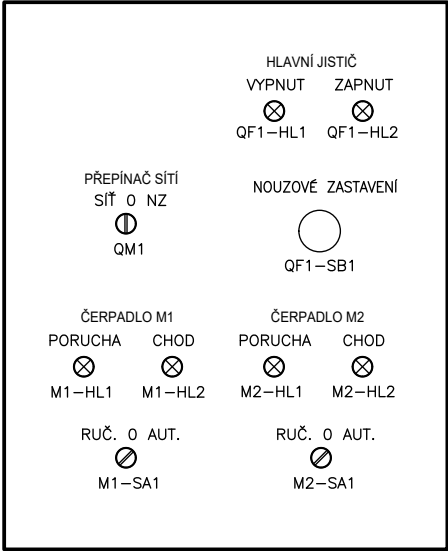 HLAVNÍ JISTIČ
VYPNUT ZAPNUT
QF1-HL1 QF1-HL2
PŘEPÍNAČ SÍTÍ
SÍŤ 0 NZ
QM1
NOUZOVÉ ZASTAVENÍ
QF1-SB1
ČERPADLO M1
PORUCHA CHOD
M1-HL1 M1-HL2
RUČ. 0 AUT.
M1-SA1
ČERPADLO M2
PORUCHA CHOD
M2-HL1 M2-HL2
RUČ. 0 AUT.
M2-SA1